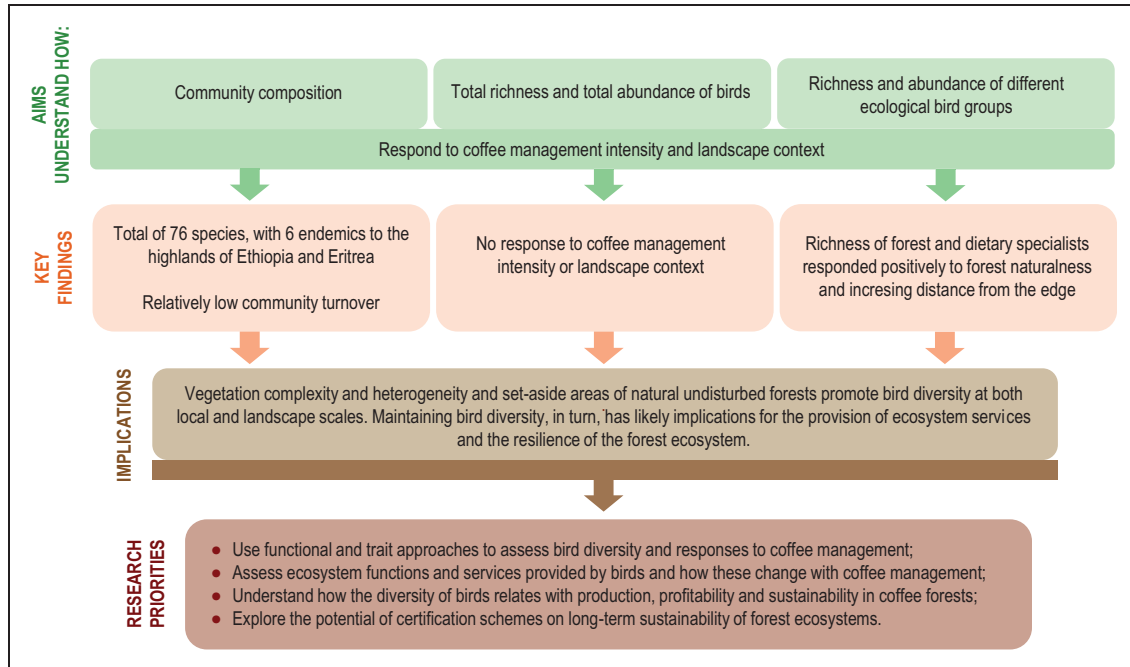 AIMS
UNDERSTAND HOW:
Community composition
Total richness and total abundance of birds
Richness and abundance of different
ecological bird groups
Respond to coffee management intensity and landscape context
KEY
FINDINGS
Total of 76 species, with 6 endemics to the
highlands of Ethiopia and Eritrea
Relatively low community turnover
No response to coffee management
intensity or landscape context
Richness of forest and dietary specialists
responded positively to forest naturalness
and incresing distance from the edge
IMPLICATIONS
Vegetation complexity and heterogeneity and set-aside areas of natural undisturbed forests promote bird diversity at both
local and landscape scales. Maintaining bird diversity, in turn, has likely implications for the provision of ecosystem services
and the resilience of the forest ecosystem.
RESEARCH
PRIORITIES
● Use functional and trait approaches to assess bird diversity and responses to coffee management;
● Assess ecosystem functions and services provided by birds and how these change with coffee management;
● Understand how the diversity of birds relates with production, profitability and sustainability in coffee forests;
● Explore the potential of certification schemes on long-term sustainability of forest ecosystems.